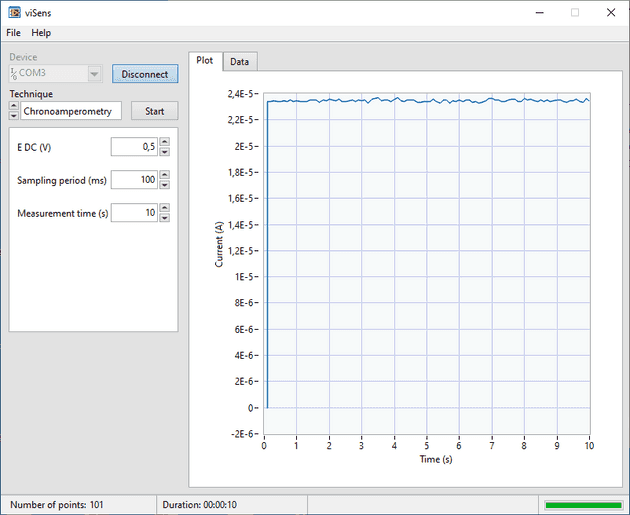 viSens
File Help
Device
COM3
Disconnect
Technique
Chronoamperometry
Start
E DC (V)
0,5
Sampling period (ms)
100
Measurement time (s)
10
Plot
Data
2,4E-5
2,2E-5
2E-5
1,8E-5
1,6E-5
1,4E-5
1,2E-5
1E-5
8E-6
6E-6
4E-6
2E-6
0
-2E-6
Current (A)
0 1 2 3 4 5 6 7 8 9 10
Time (s)
Number of points: 101
Duration: 00:00:10